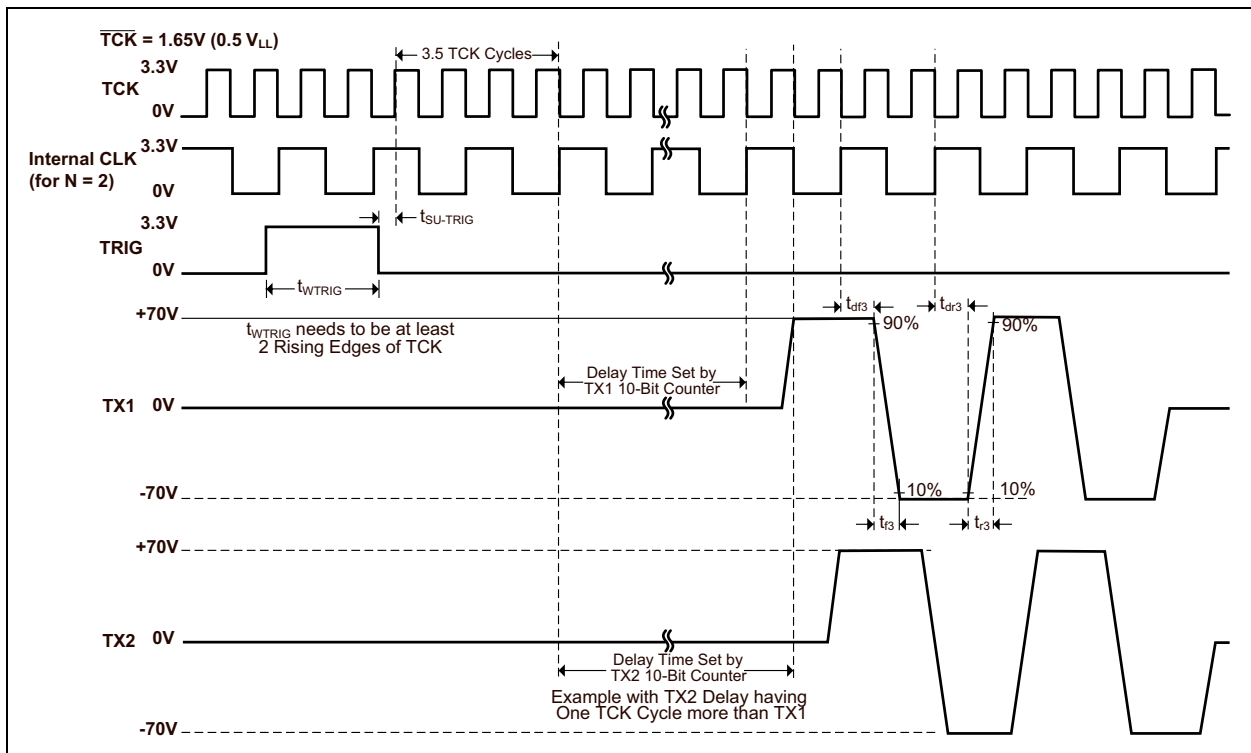 TCK = 1.65V (0.5 VLL)
3.5 TCK Cycles
3.3V
TCK
0V
3.3V
Internal CLK
(for N = 2)
0V
tSU-TRIG
3.3V
TRIG
0V
tWTRIG
+70V
tWTRIG needs to be at least
2 Rising Edges of TCK
tdf3
90%
tdr3
90%
Delay Time Set by
TX1 10-Bit Counter
TX1 0V
-70V
10%
10%
tf3
tr3
+70V
TX2 0V
Delay Time Set by
TX2 10-Bit Counter
Example with TX2 Delay having
One TCK Cycle more than TX1
-70V